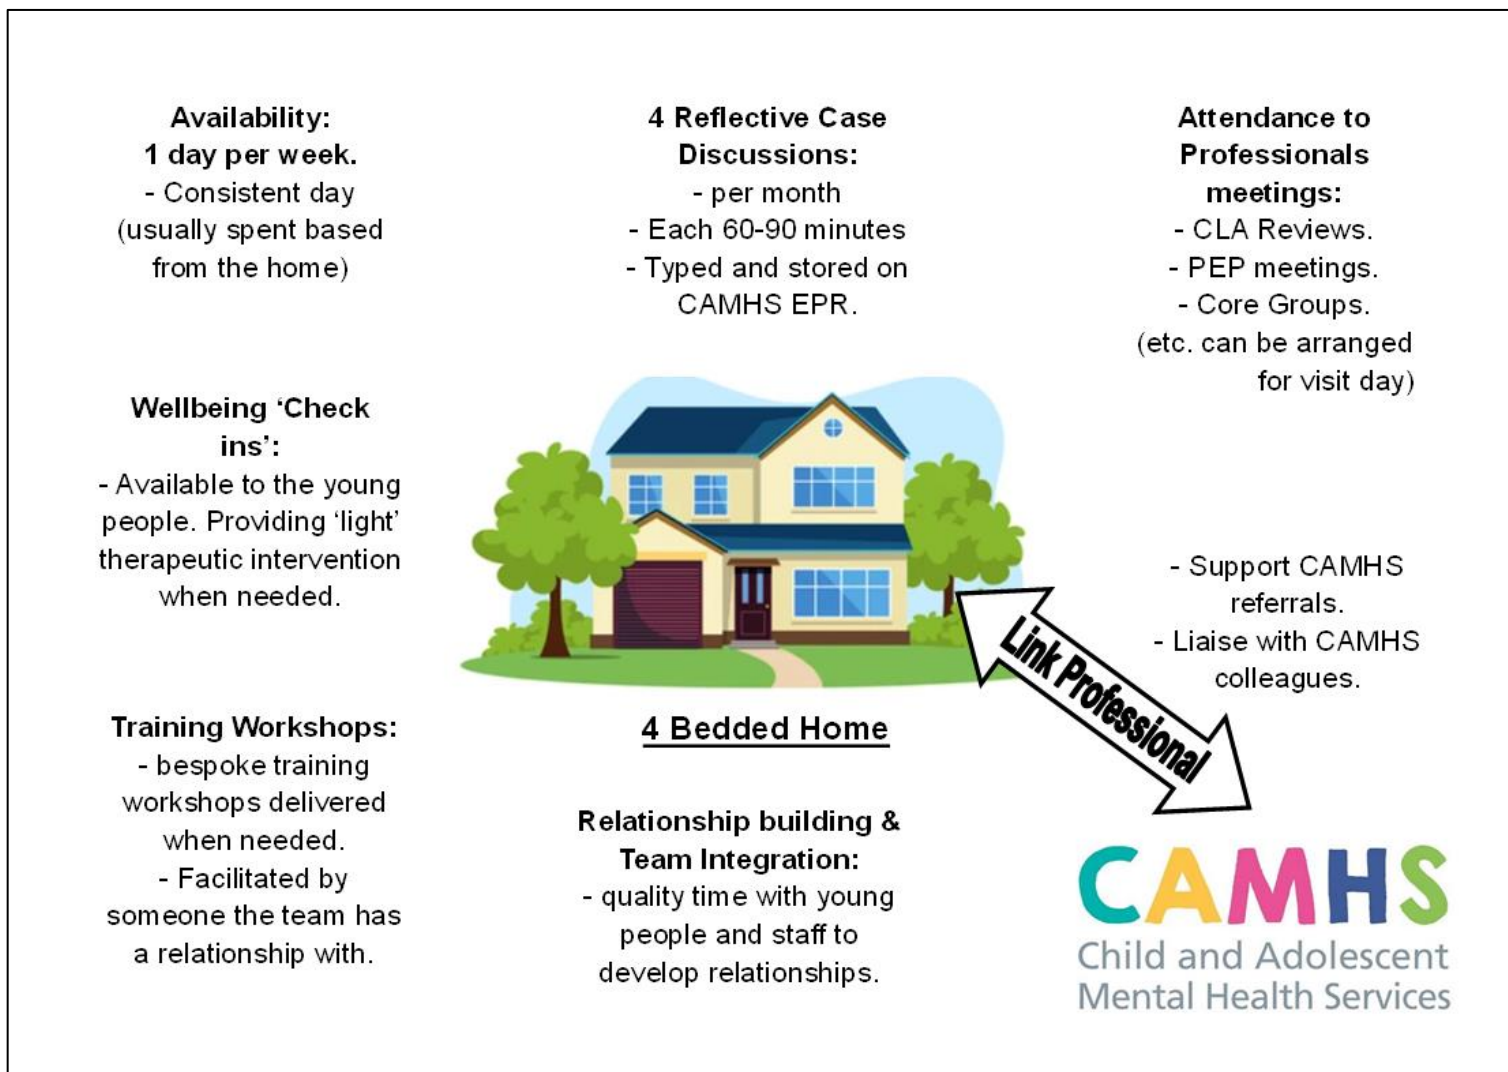 Availability:
1 day per week.
- Consistent day
(usually spent based
from the home)
4 Reflective Case
Discussions:
- per month
- Each 60-90 minutes
- Typed and stored on
CAMHS EPR.
Attendance to
Professionals
meetings:
- CLA Reviews.
- PEP meetings.
- Core Groups.
(etc. can be arranged
for visit day)
Wellbeing ‘Check
ins’:
- Available to the young
people. Providing ‘light’
therapeutic intervention
when needed.
- Support CAMHS
referrals.
- Liaise with CAMHS
colleagues.
Link Professional
Training Workshops:
- bespoke training
workshops delivered
when needed.
- Facilitated by
someone the team has
a relationship with.
4 Bedded Home
Relationship building &
Team Integration:
- quality time with young
people and staff to
develop relationships.
CAMHS
Child and Adolescent
Mental Health Services